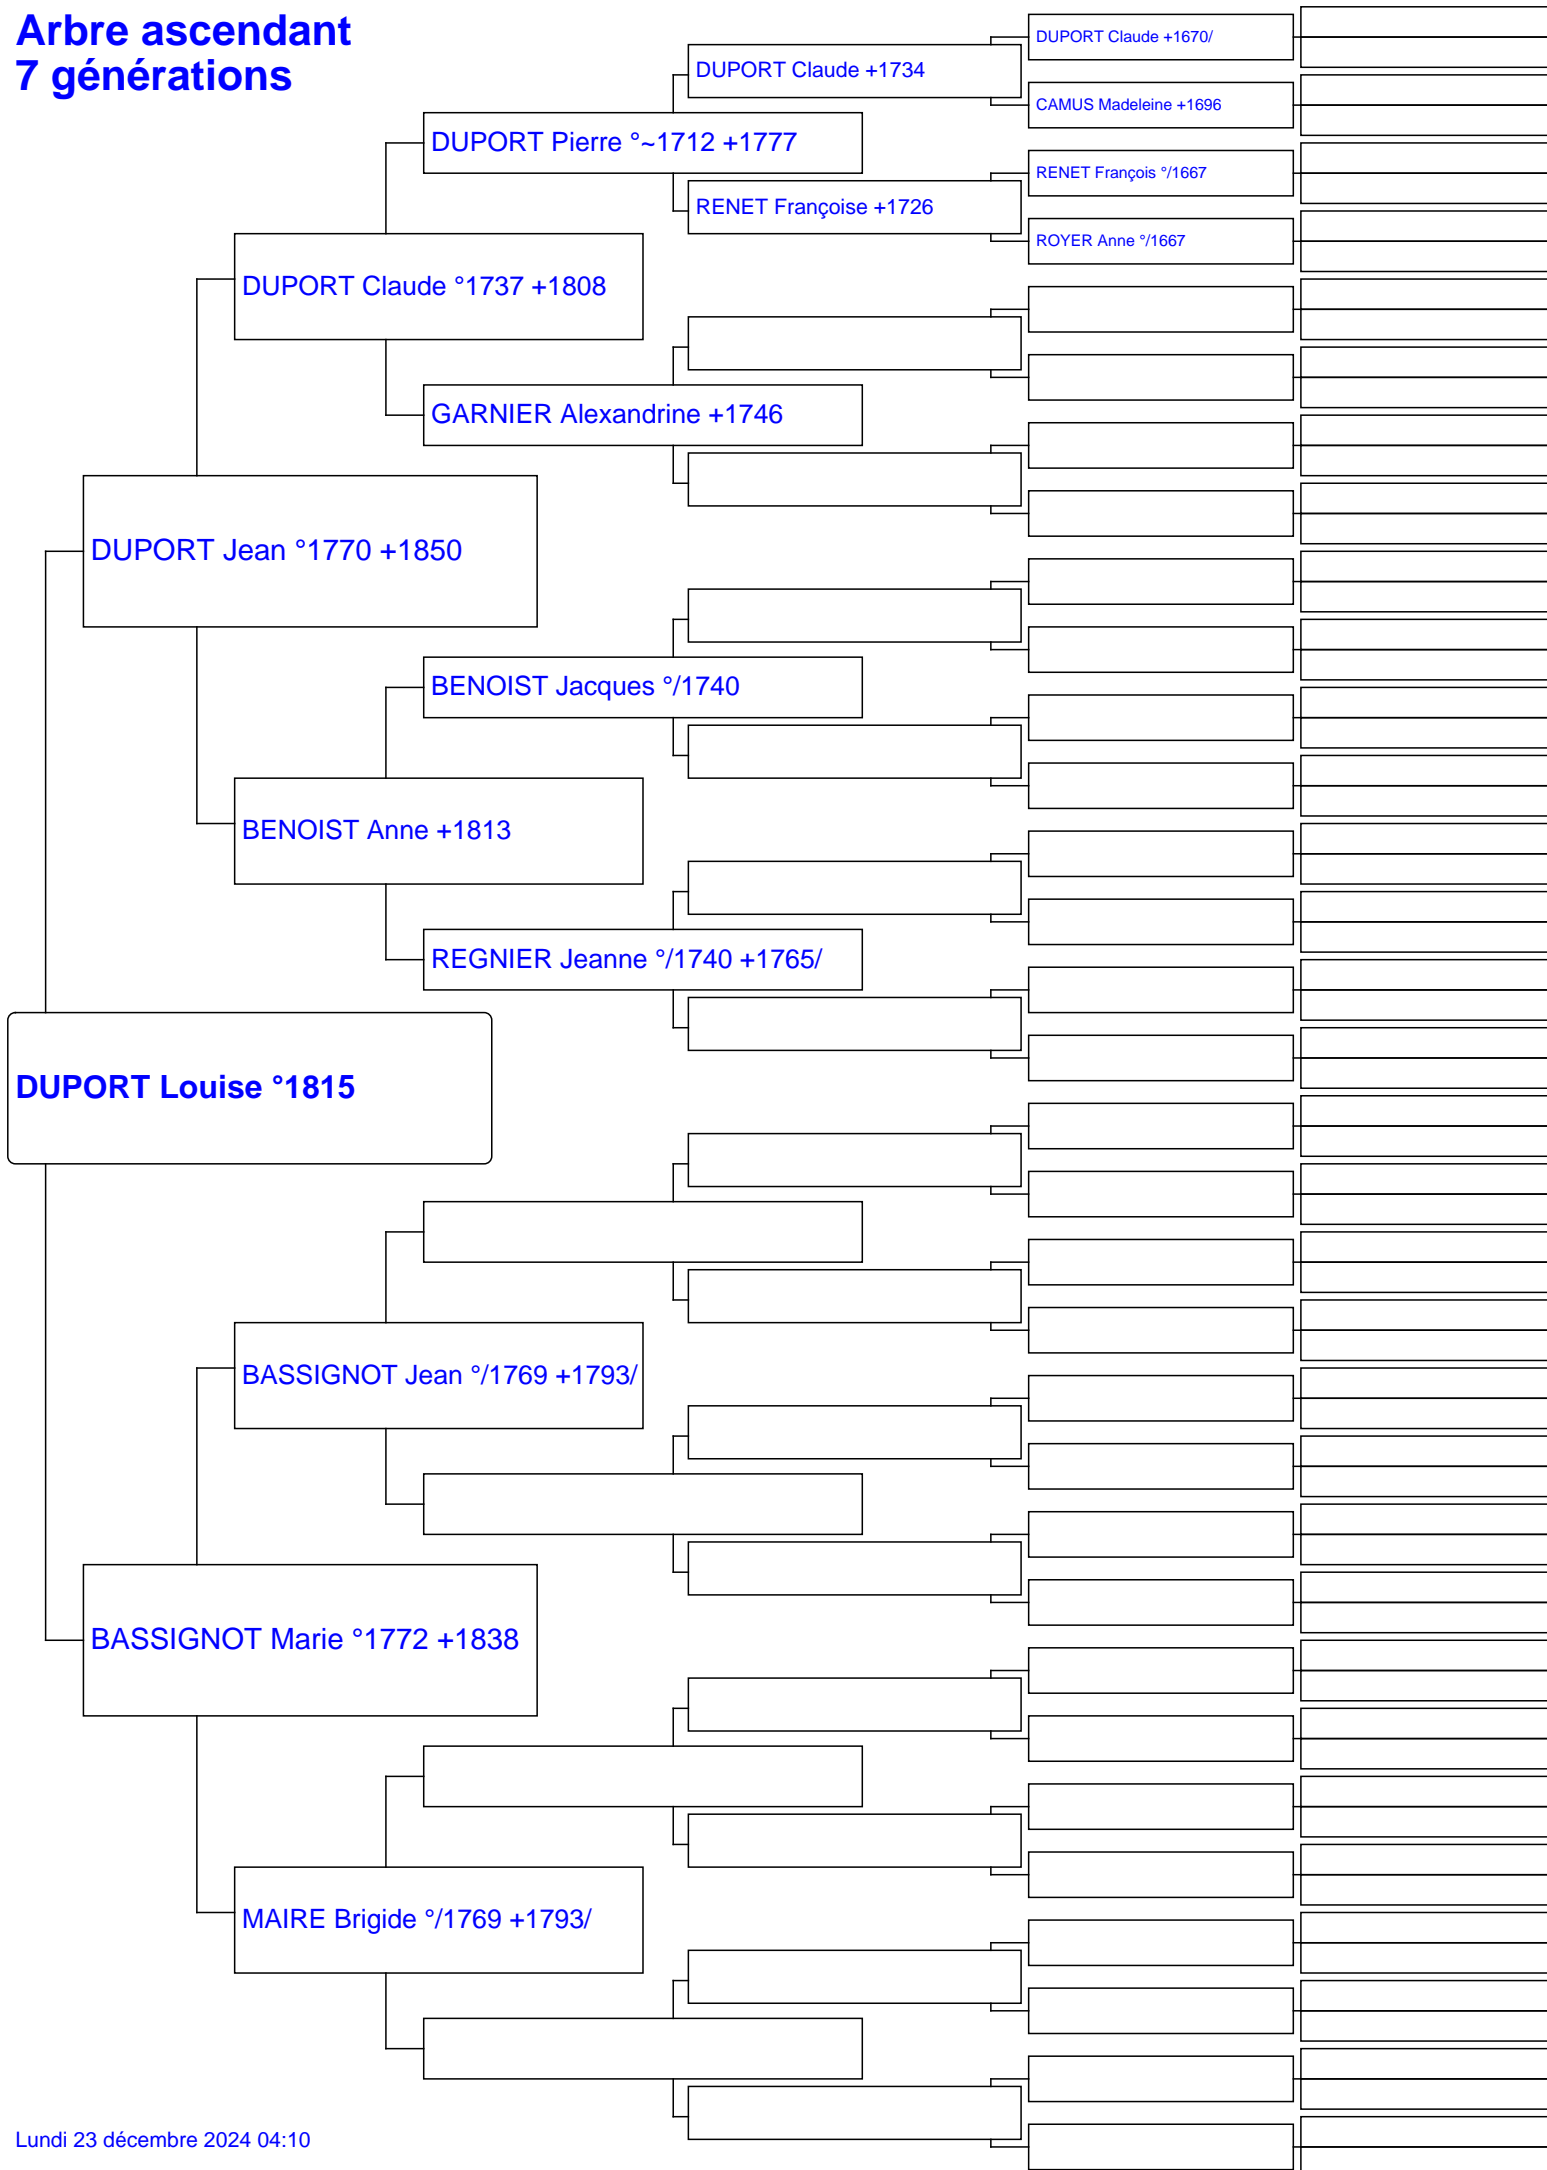 Arbre ascendant
7 générations
DUPORT Claude +1670/
DUPORT Claude +1734
CAMUS Madeleine +1696
DUPORT Pierre °~1712 +1777
RENET François °/1667
RENET Françoise +1726
ROYER Anne °/1667
DUPORT Claude °1737 +1808
GARNIER Alexandrine +1746
DUPORT Jean °1770 +1850
BENOIST Jacques °/1740
BENOIST Anne +1813
REGNIER Jeanne °/1740 +1765/
DUPORT Louise °1815
BASSIGNOT Jean °/1769 +1793/
BASSIGNOT Marie °1772 +1838
MAIRE Brigide °/1769 +1793/
Lundi 23 décembre 2024 04:10